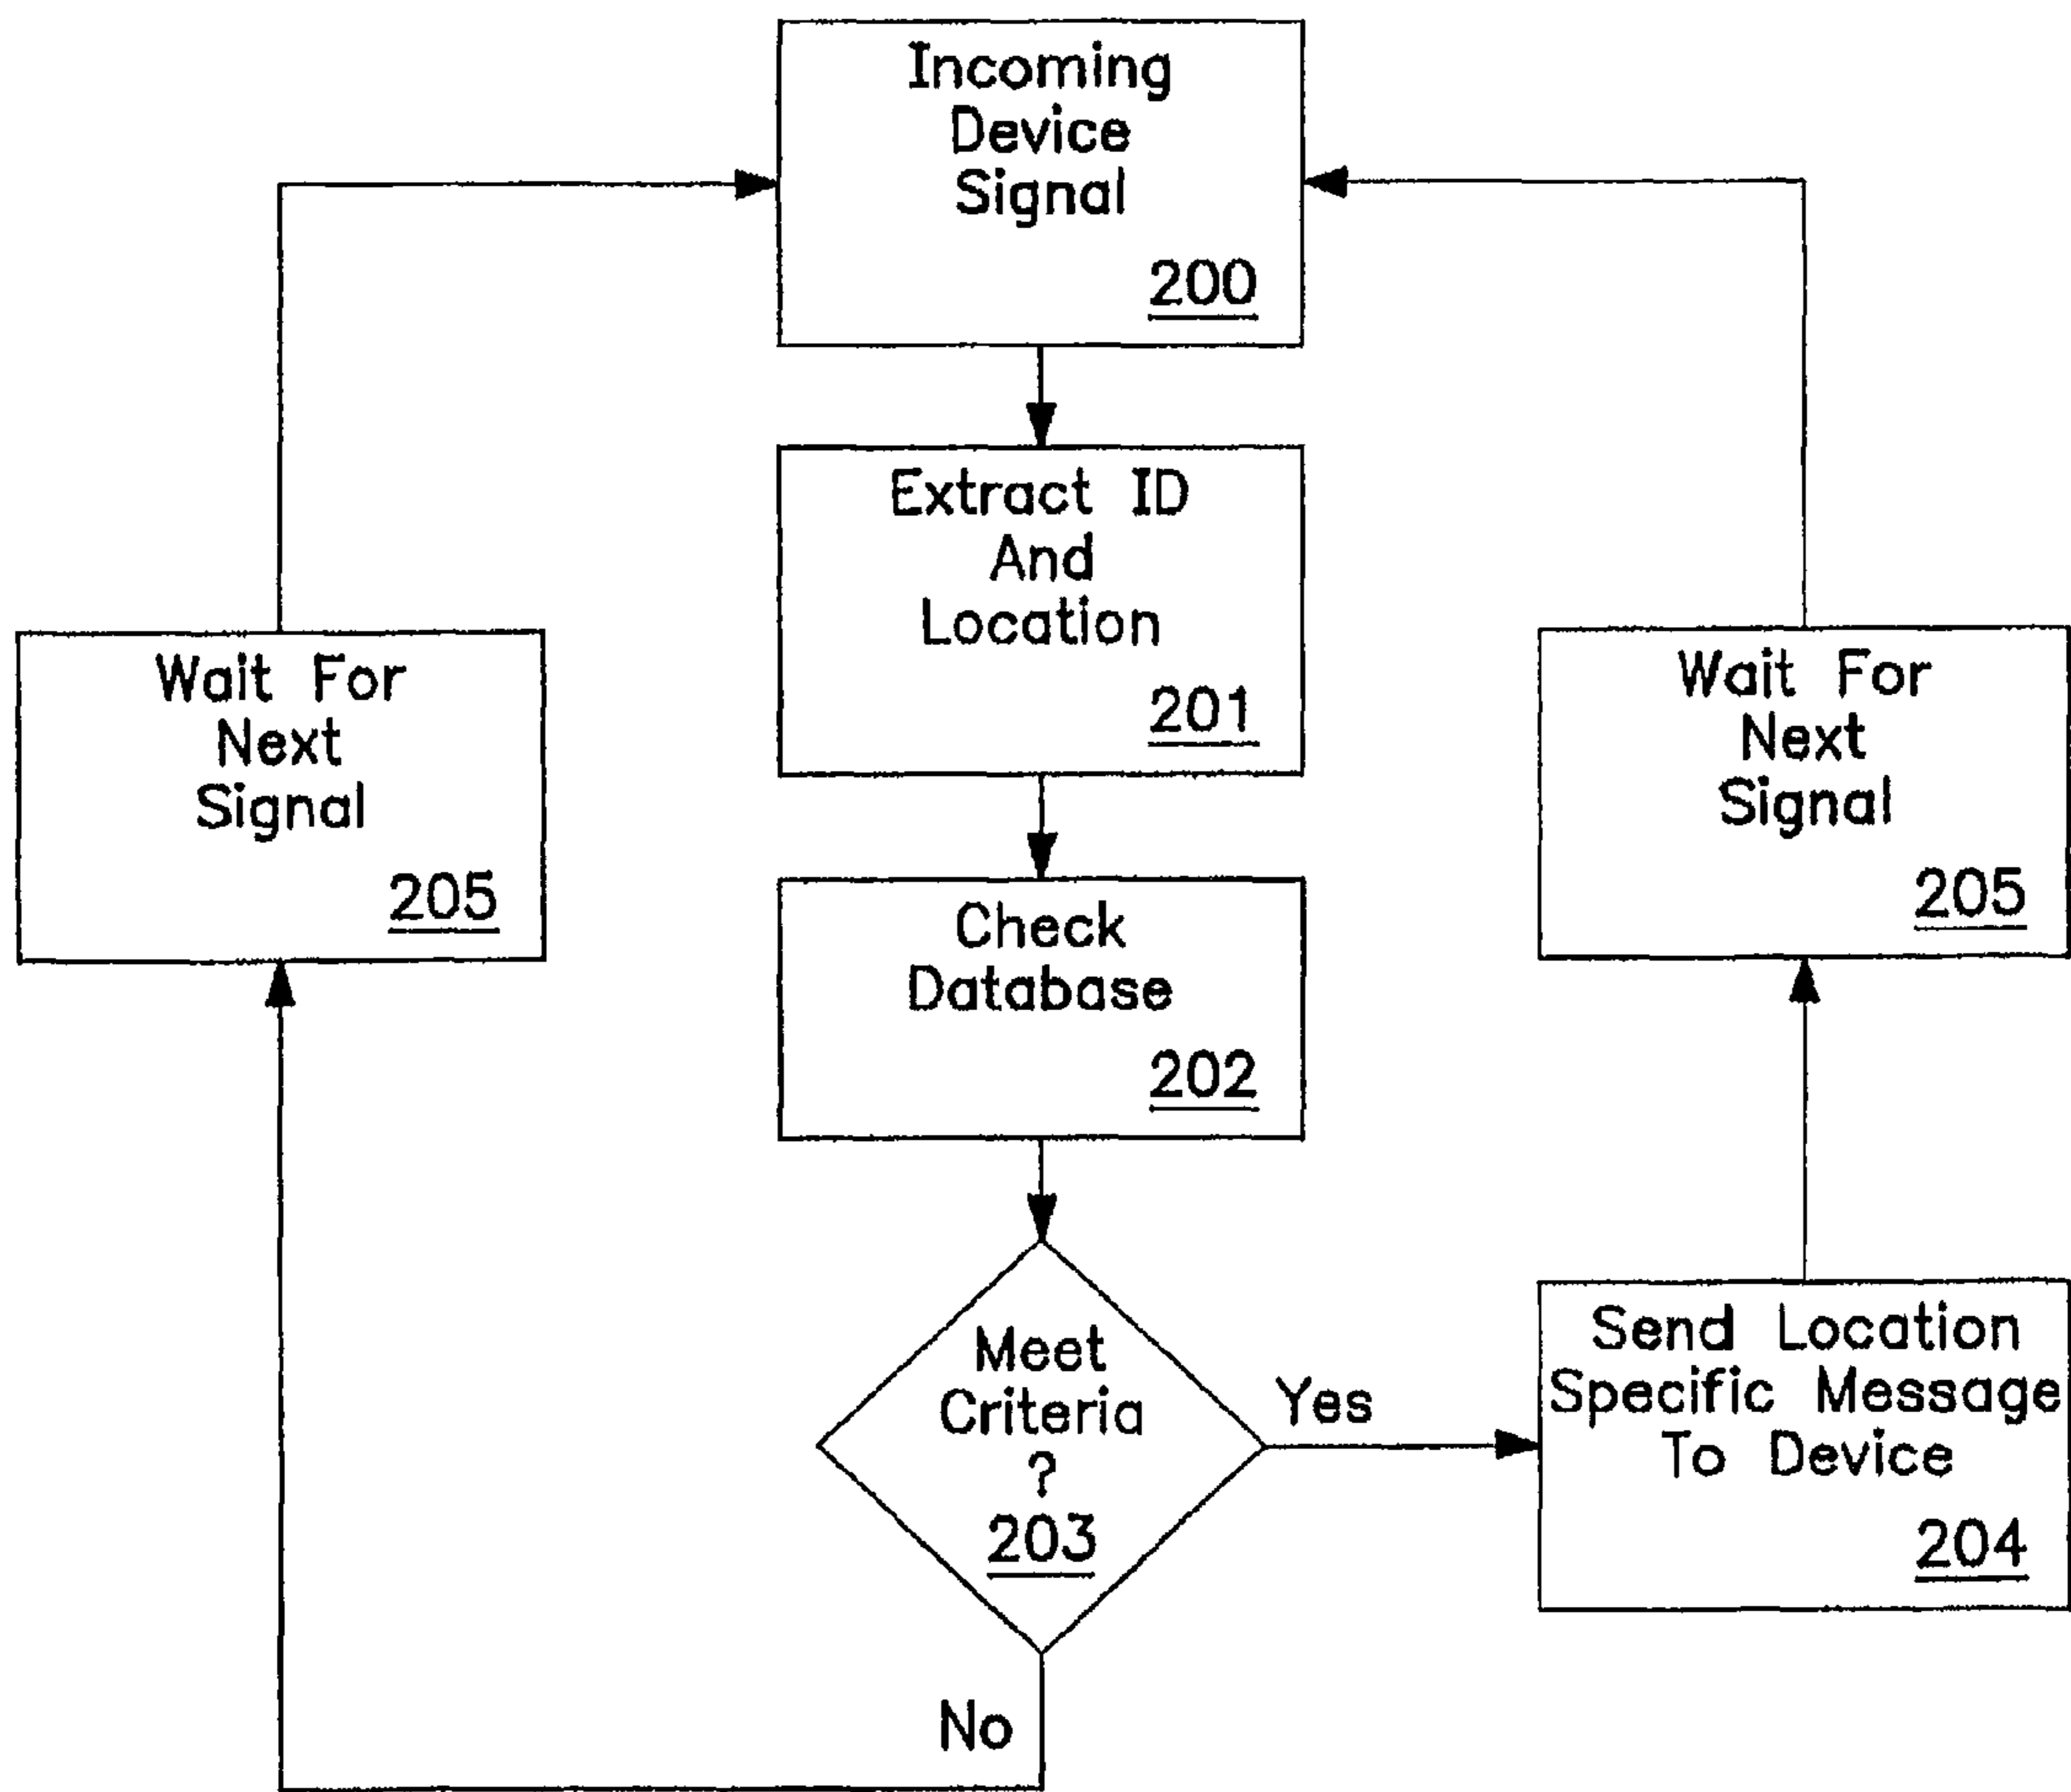 Incoming
Device
Signal
200
Extract ID
And
Location
201
Wait For
Next
Signal
205
Wait For
Next
Signal
205
Check
Database
202
Meet
Criteria
?
203
Yes
Send Location
Specific Message
To Device
204
No